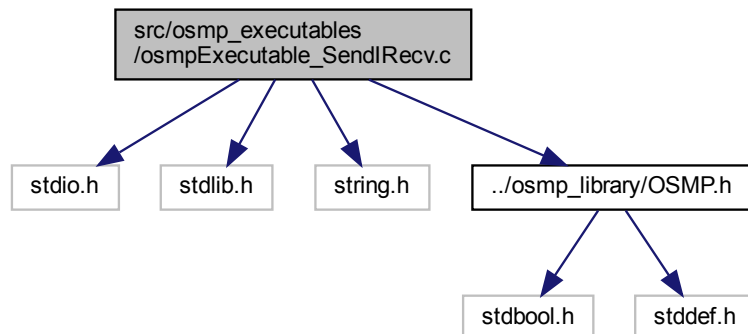 src/osmp_executables
/osmpExecutable_SendIRecv.c
stdio.h
stdlib.h
string.h
../osmp_library/OSMP.h
stdbool.h
stddef.h